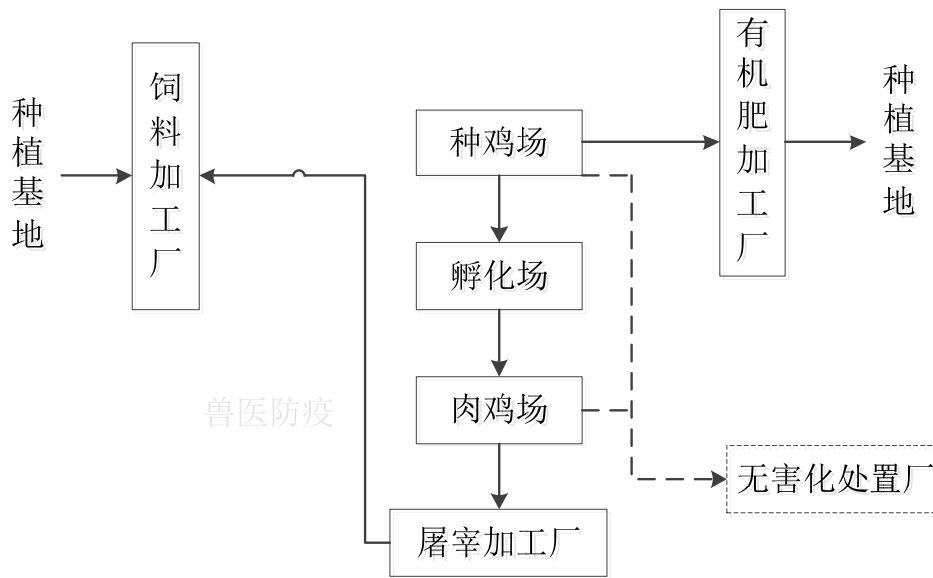 种植基地
饲料加工厂
种鸡场
有机肥加工厂
种植基地
孵化场
肉鸡场
兽医防疫
无害化处置厂
屠宰加工厂